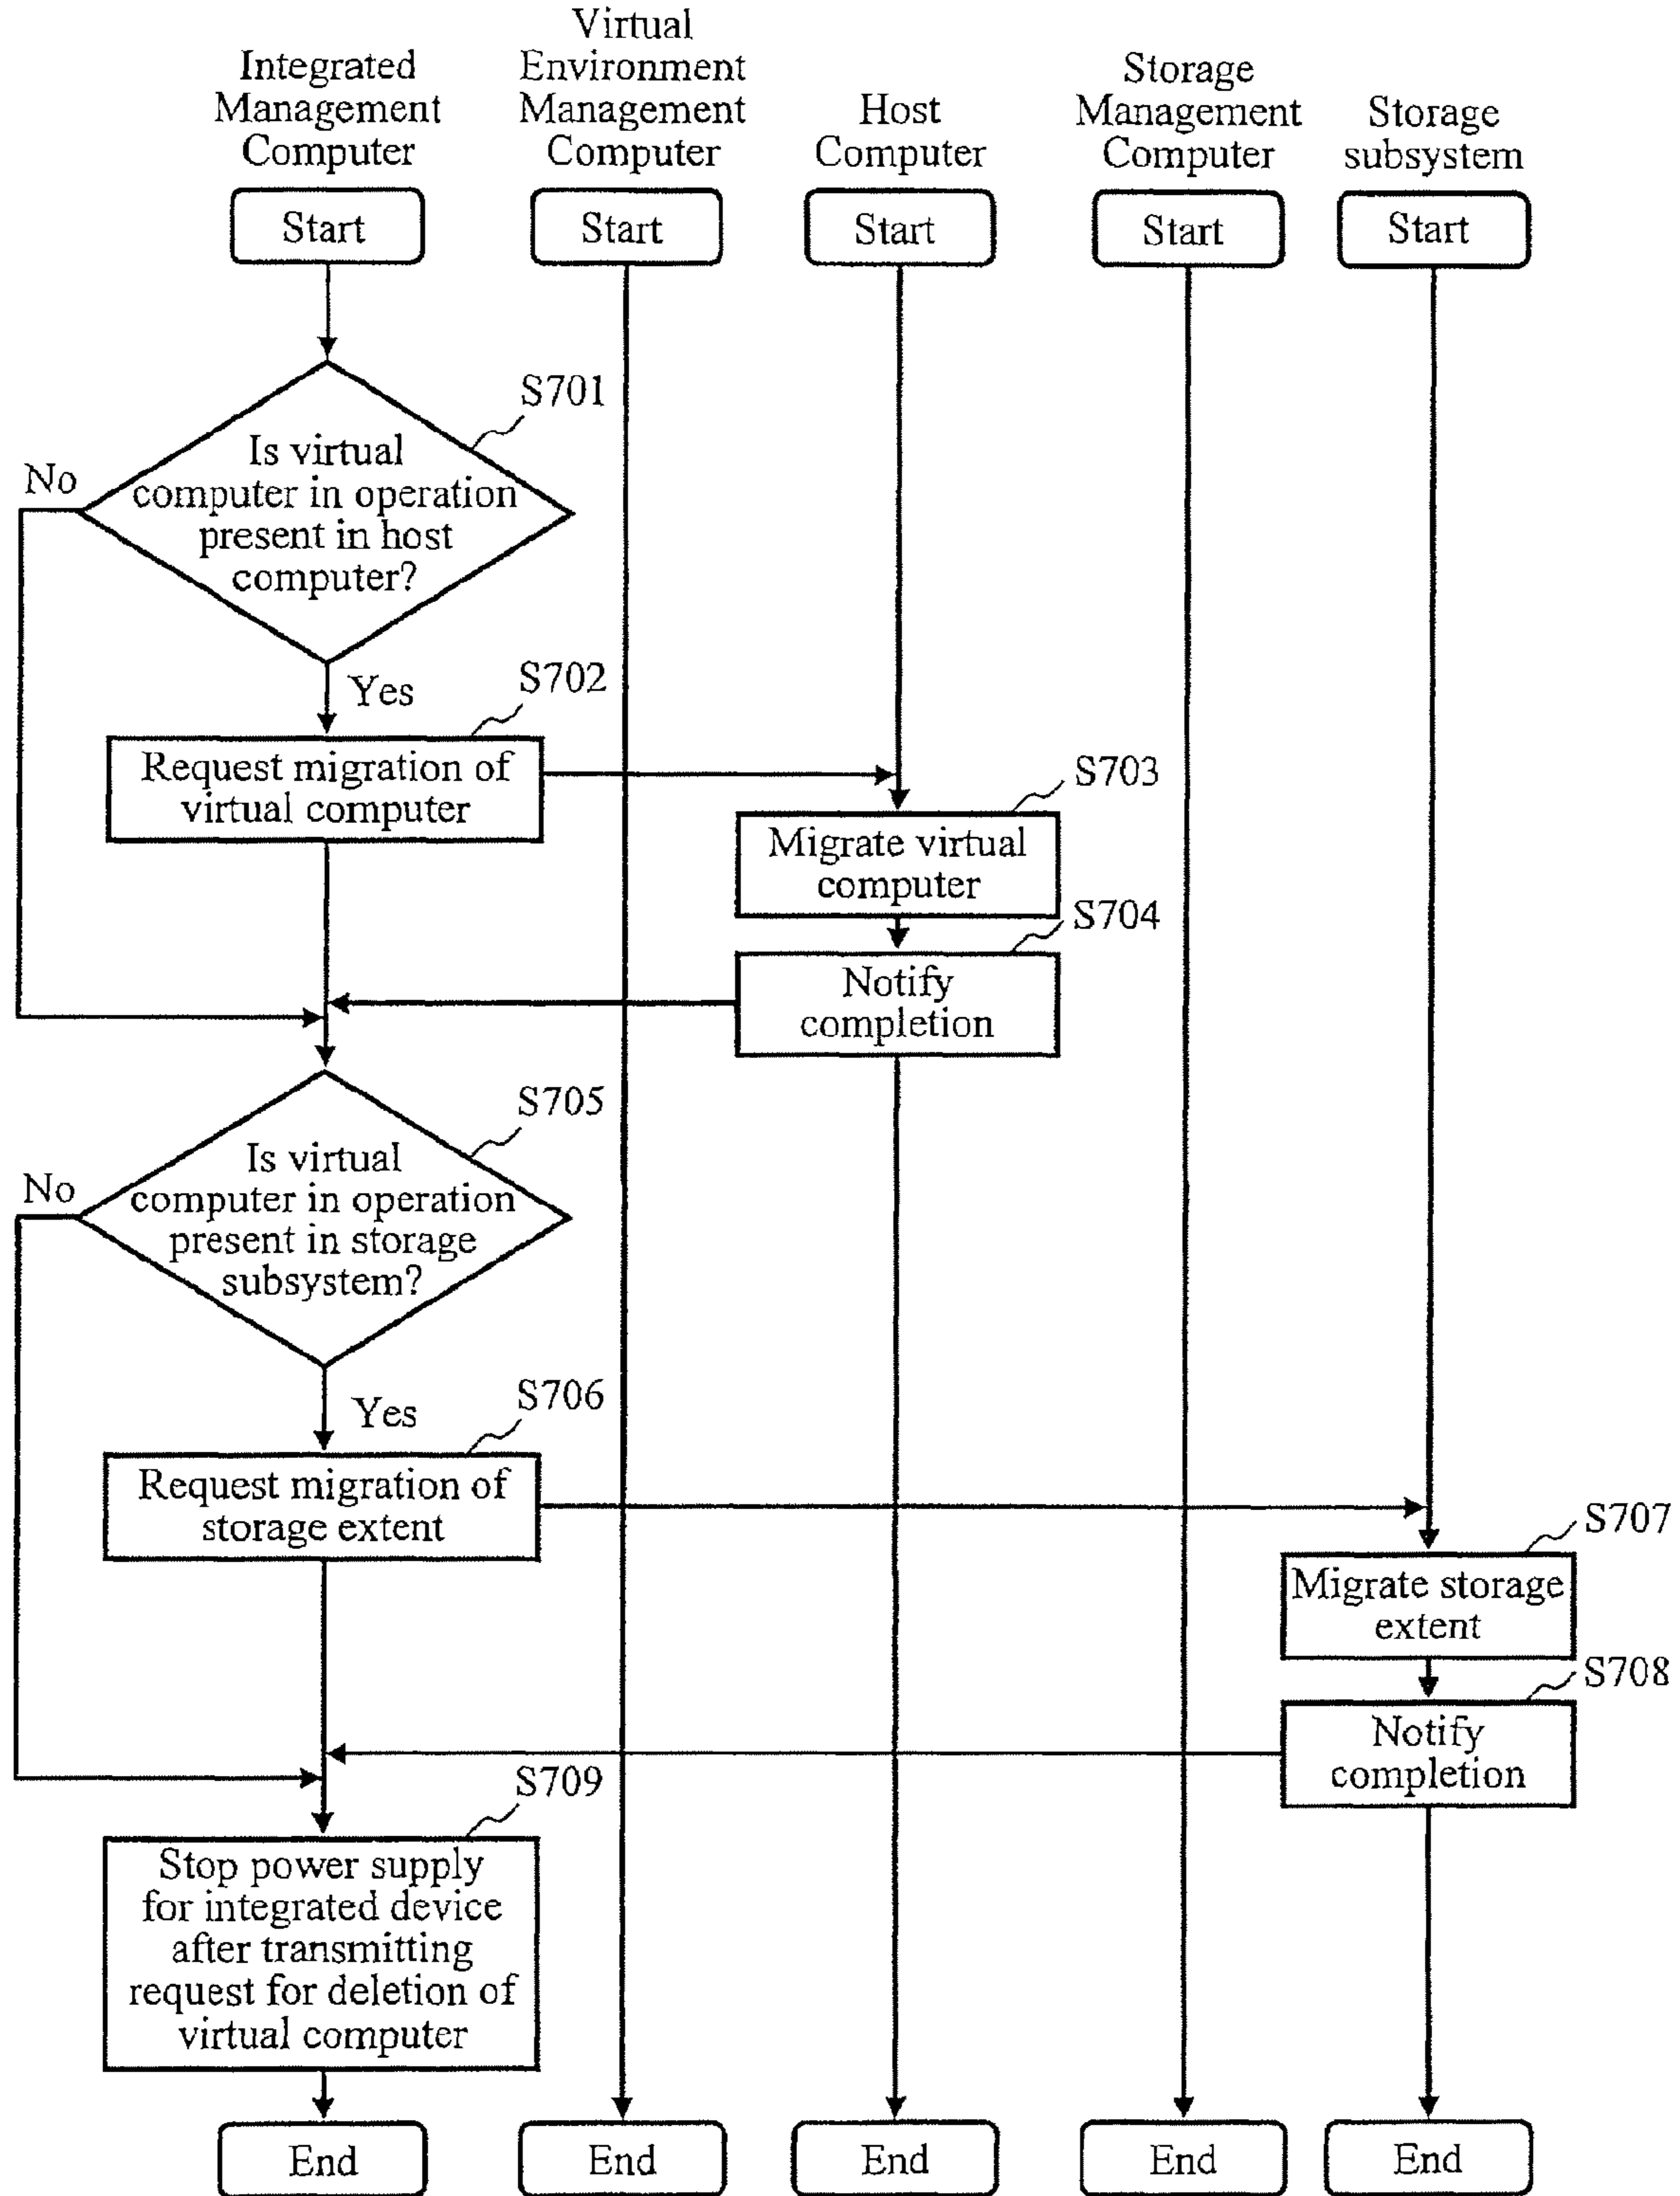 Integrated
Management
Computer
Virtual
Environment
Management
Computer
Host
Computer
Storage
Management
Computer
Storage
subsystem
Start
Start
Start
Start
Start
S701
Is virtual
computer in operation
present in host
computer?
No
Yes
S702
Request migration of
virtual computer
S703
Migrate virtual
computer
S704
Notify
completion
S705
Is virtual
computer in operation
present in storage
subsystem?
No
Yes
S706
Request migration of
storage extent
S707
Migrate storage
extent
S708
Notify
completion
S709
Stop power supply
for integrated device
after transmitting
request for deletion of
virtual computer
End
End
End
End
End